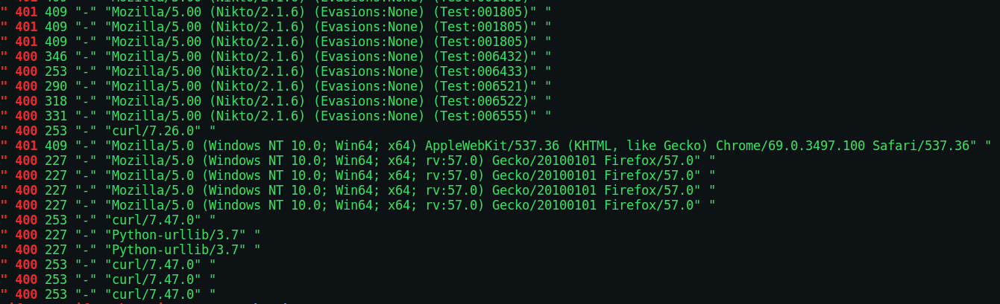 " 401 409 "-" "Mozilla/5.00 (Nikto/2.1.6) (Evasions:None) (Test:001805)" "
" 401 409 "-" "Mozilla/5.00 (Nikto/2.1.6) (Evasions:None) (Test:001805)" "
" 401 409 "-" "Mozilla/5.00 (Nikto/2.1.6) (Evasions:None) (Test:001805)" "
" 400 346 "-" "Mozilla/5.00 (Nikto/2.1.6) (Evasions:None) (Test:006432)" "
" 400 253 "-" "Mozilla/5.00 (Nikto/2.1.6) (Evasions:None) (Test:006433)" "
" 400 290 "-" "Mozilla/5.00 (Nikto/2.1.6) (Evasions:None) (Test:006521)" "
" 400 318 "-" "Mozilla/5.00 (Nikto/2.1.6) (Evasions:None) (Test:006522)" "
" 400 331 "-" "Mozilla/5.00 (Nikto/2.1.6) (Evasions:None) (Test:006555)" "
" 400 253 "-" "curl/7.26.0" "
" 401 409 "-" "Mozilla/5.0 (Windows NT 10.0; Win64; x64) AppleWebKit/537.36 (KHTML, like Gecko) Chrome/69.0.3497.100 Safari/537.36" "
" 400 227 "-" "Mozilla/5.0 (Windows NT 10.0; Win64; x64; rv:57.0) Gecko/20100101 Firefox/57.0" "
" 400 227 "-" "Mozilla/5.0 (Windows NT 10.0; Win64; x64; rv:57.0) Gecko/20100101 Firefox/57.0" "
" 400 227 "-" "Mozilla/5.0 (Windows NT 10.0; Win64; x64; rv:57.0) Gecko/20100101 Firefox/57.0" "
" 400 227 "-" "Mozilla/5.0 (Windows NT 10.0; Win64; x64; rv:57.0) Gecko/20100101 Firefox/57.0" "
" 400 253 "-" "curl/7.47.0" "
" 400 227 "-" "Python-urllib/3.7" "
" 400 227 "-" "Python-urllib/3.7" "
" 400 253 "-" "curl/7.47.0" "
" 400 253 "-" "curl/7.47.0" "
" 400 253 "-" "curl/7.47.0" "